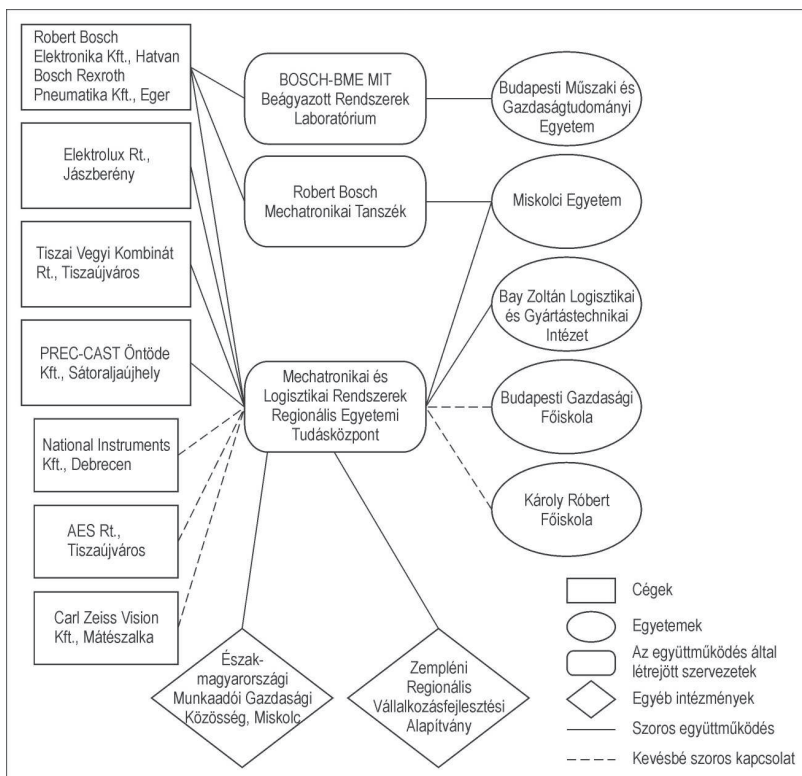 Robert Bosch
Elektronika Kft., Hatvan
Bosch Rexroth
Pneumatika Kft., Eger
BOSCH-BME MIT
Beágyazott Rendszerek
Laboratórium
Budapesti Műszaki és
Gazdaságtudományi
Egyetem
Elektrolux Rt.,
Jászberény
Robert Bosch
Mechatronikai Tanszék
Miskolci Egyetem
Tiszai Vegyi Kombinát
Rt., Tiszaújváros
Bay Zoltán Logisztikai
és Gyártástechnikai
Intézet
PREC-CAST Öntöde
Kft., Sátoraljaújhely
Mechatronikai és
Logisztikai Rendszerek
Regionális Egyetemi
Tudásközpont
Budapesti Gazdasági
Főiskola
National Instruments
Kft., Debrecen
Károly Róbert
Főiskola
AES Rt.,
Tiszaújváros
Carl Zeiss Vision
Kft., Mátészalka
Észak-
magyarországi
Munkaadói Gazdasági
Közösség, Miskolc
Zempléni
Regionális
Vállalkozásfejlesztési
Alapítvány
Cégek
Egyetemek
Az együttműködés által
létrejött szervezetek
Egyéb intézmények
Szoros együttműködés
Kevésbé szoros kapcsolat